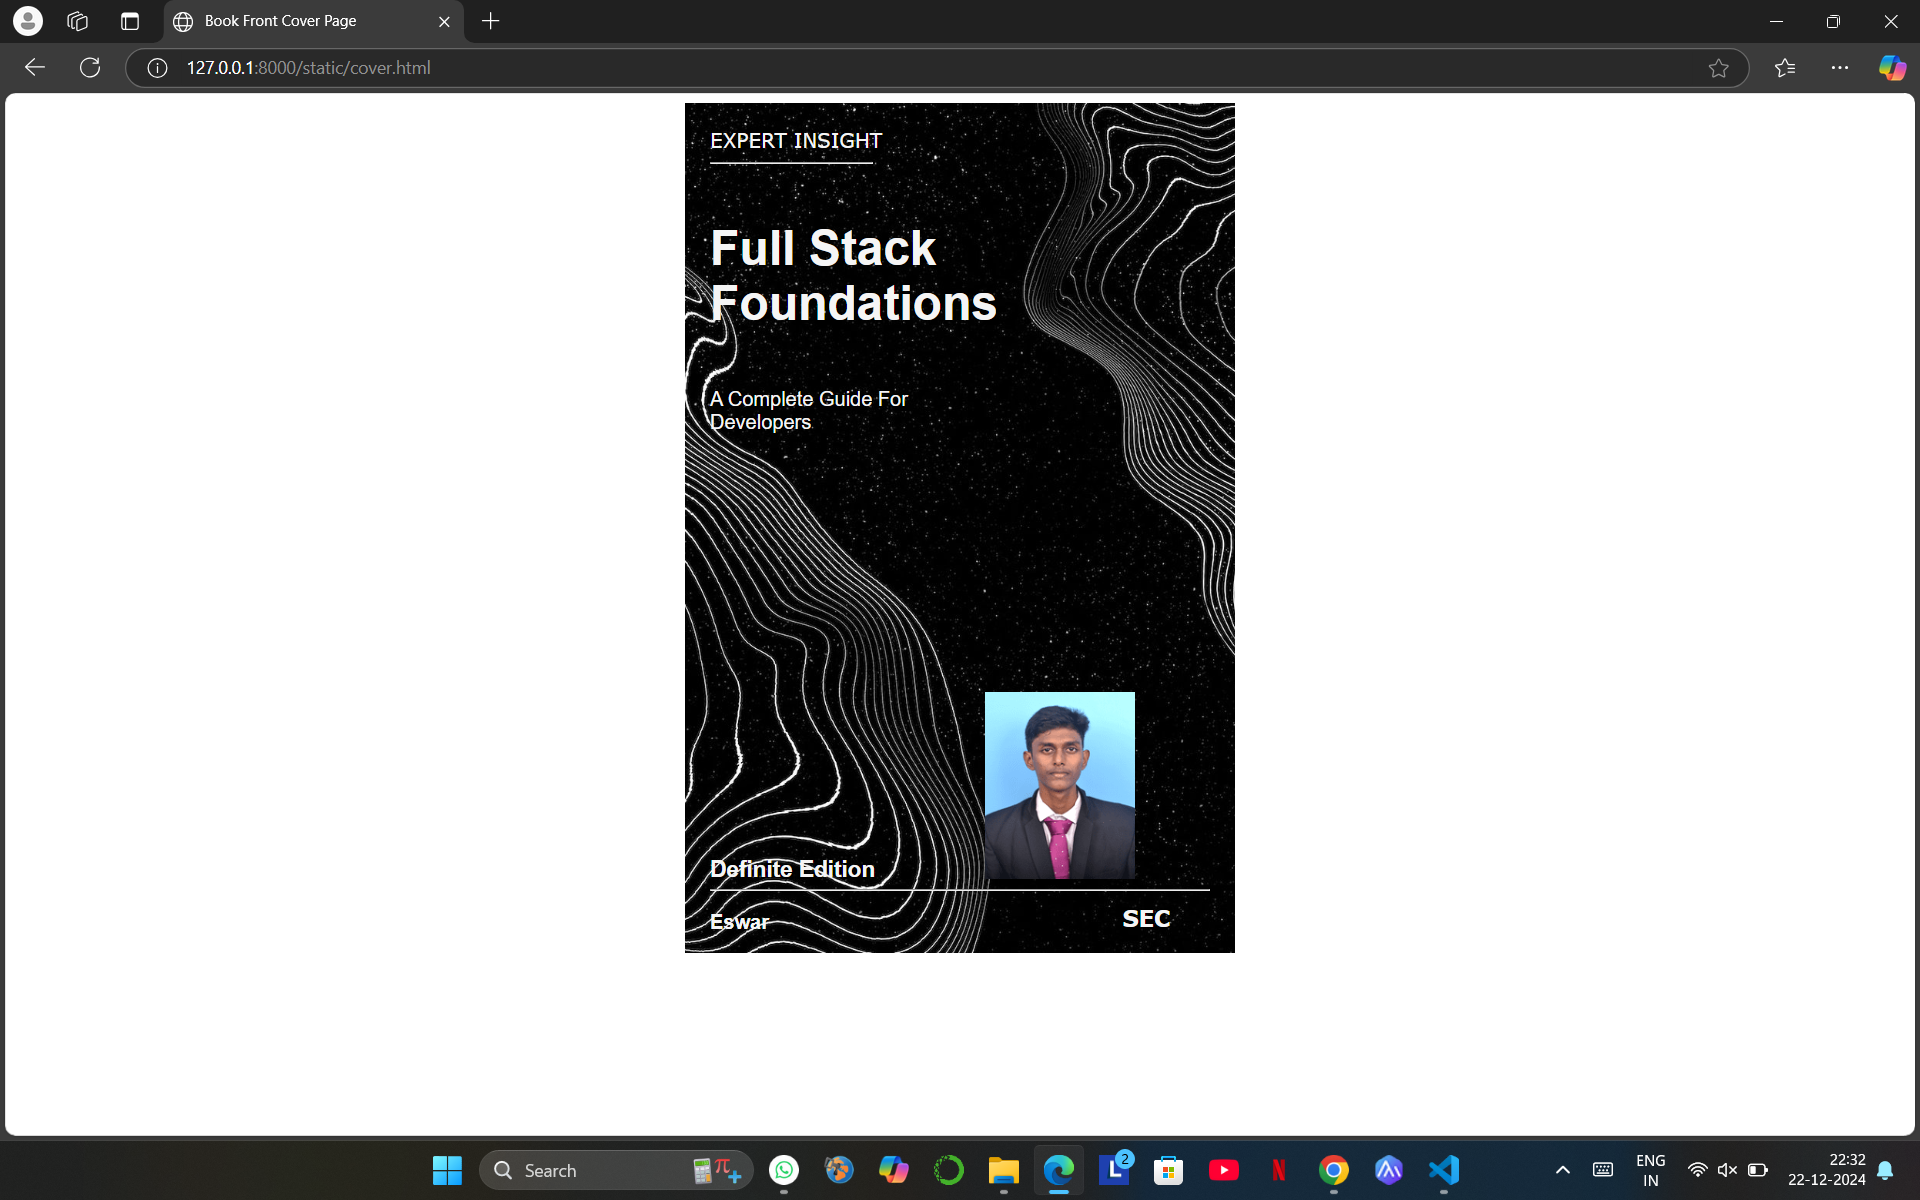 Book Front Cover Page
127.0.0.1:8000/static/cover.html
EXPERT INSIGHT
Full Stack
Foundations
A Complete Guide For
Developers
Definite Edition
Eswar
SEC
Search
L
2
N
ENG
IN
22:32
22-12-2024